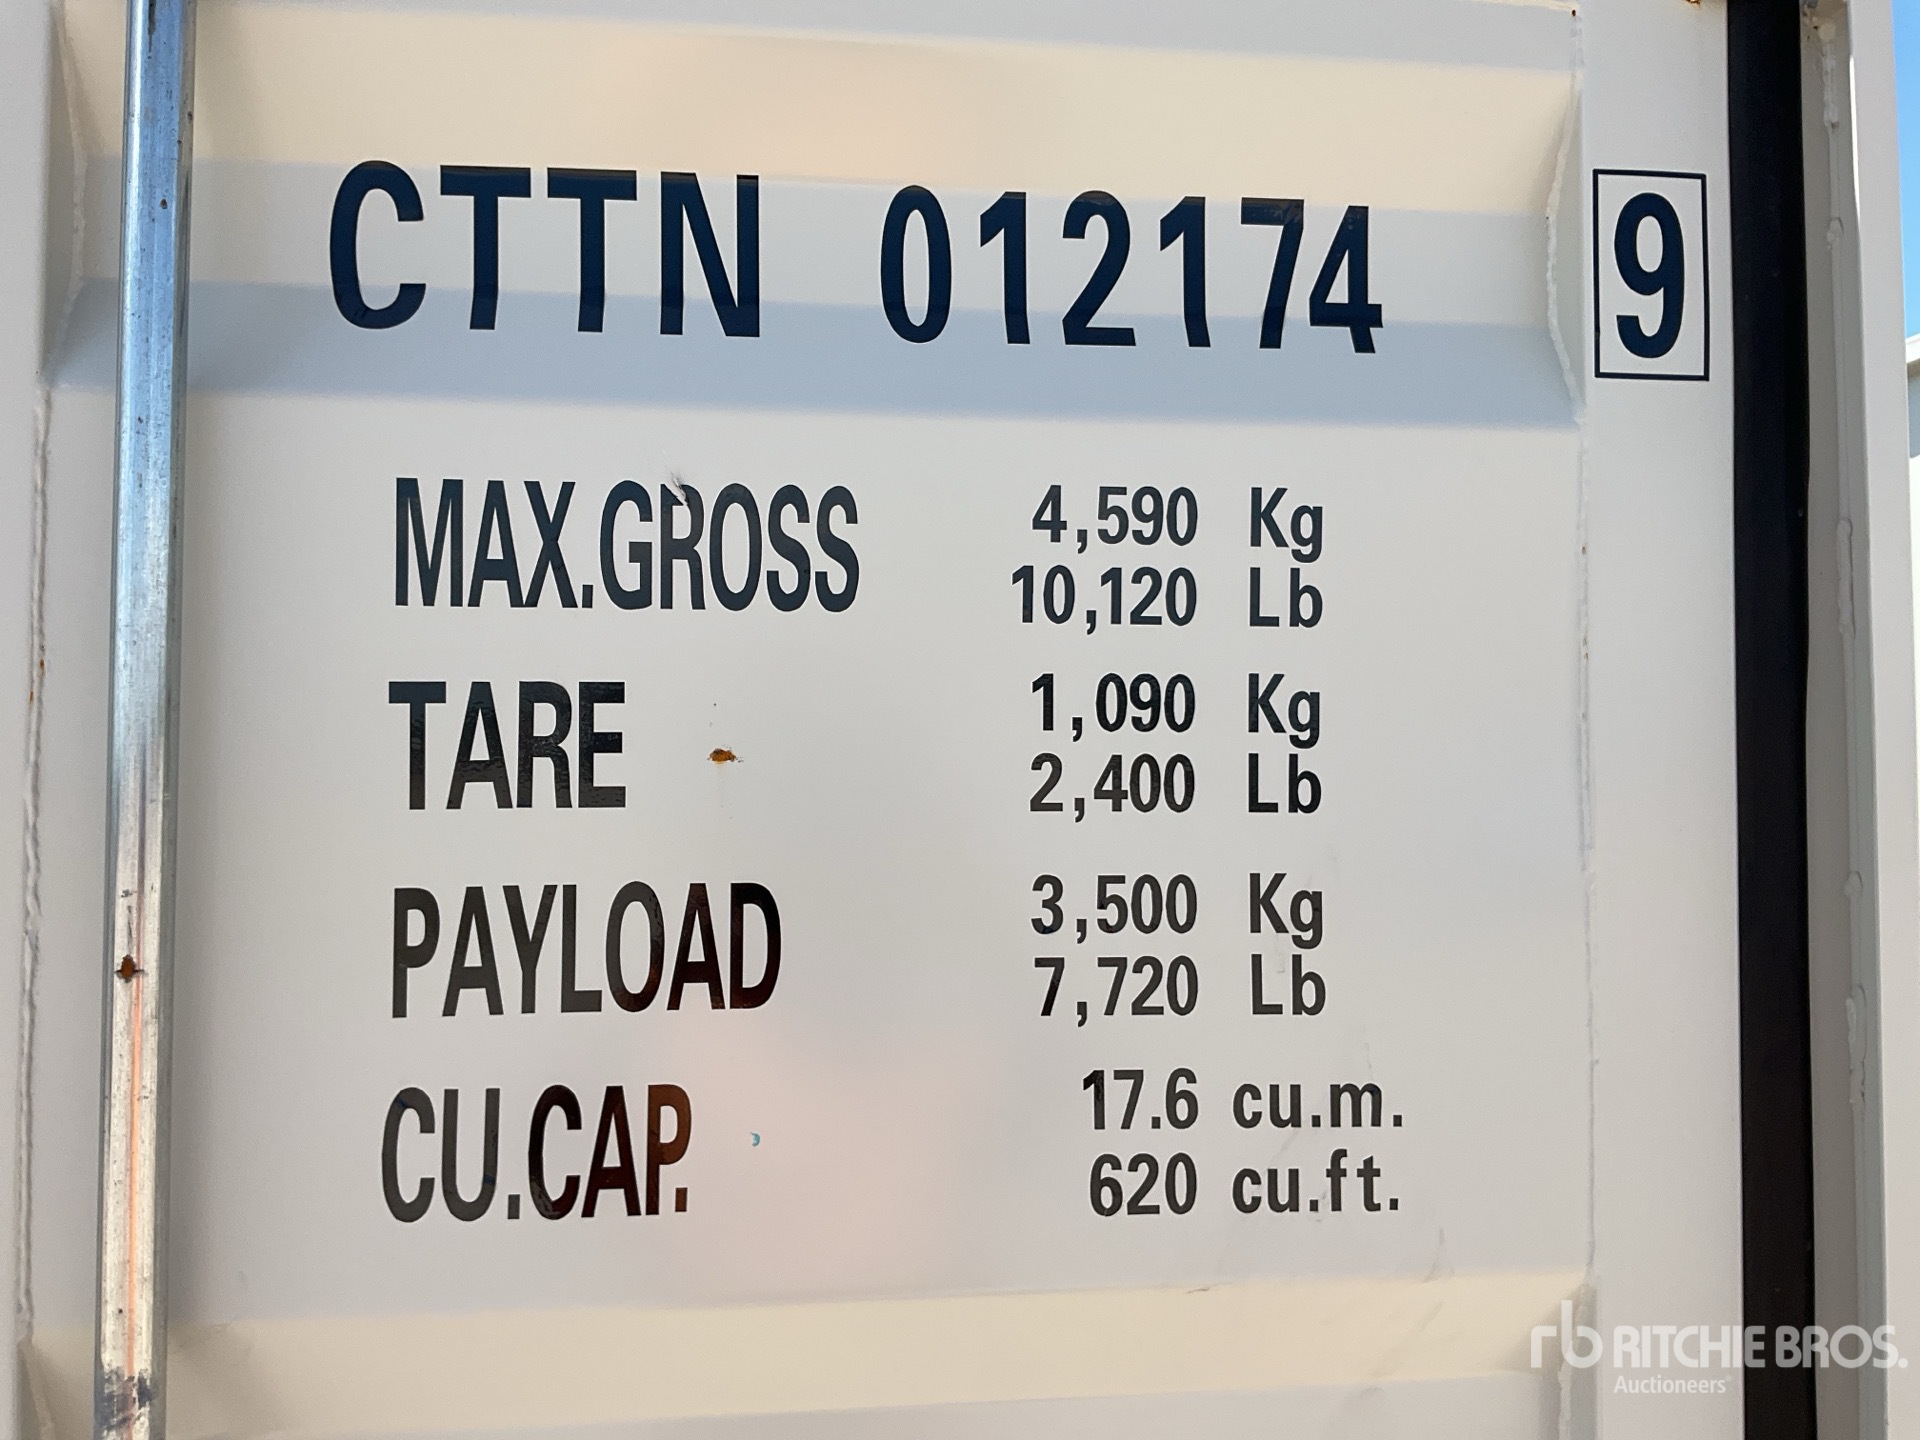 CTTN 012174 9
MAX.GROSS 4,590 Kg
10,120 Lb
TARE 1,090 Kg
2,400 Lb
PAYLOAD 3,500 Kg
7,720 Lb
CU.CAP. 17.6 cu.m.
620 cu.ft.
rb RITCHIE BROS.
Auctioneers